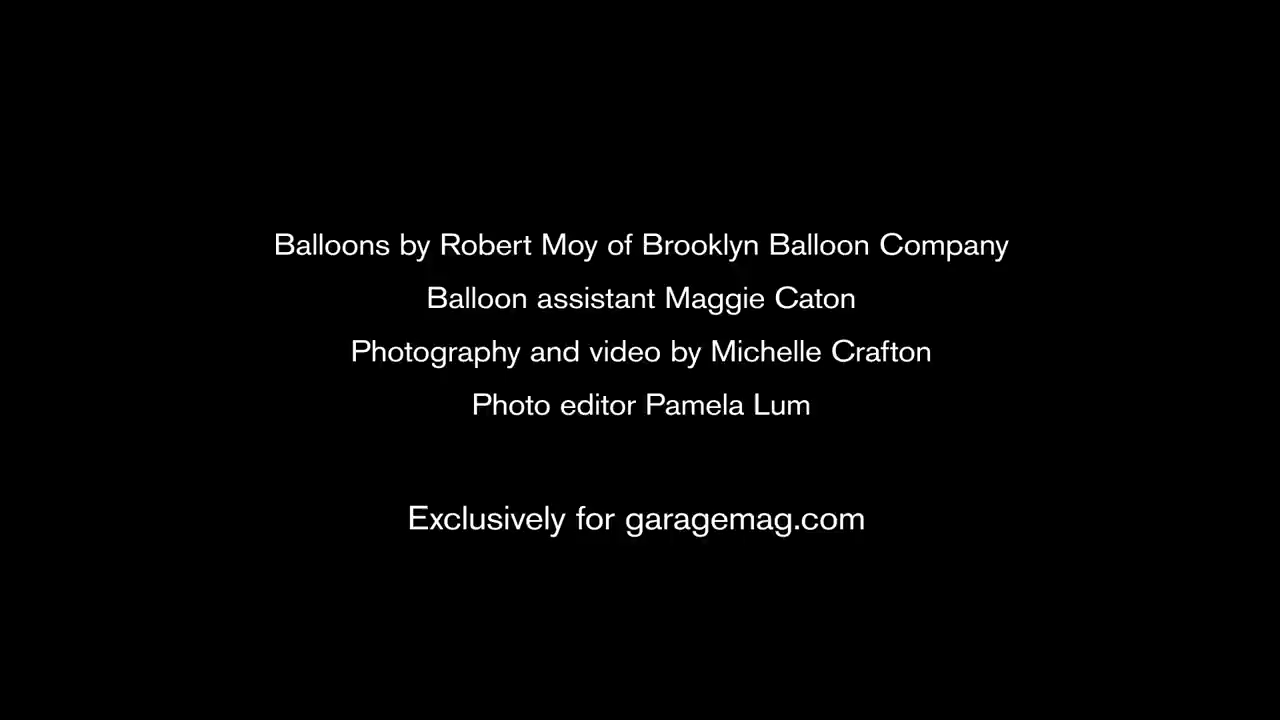 Balloons by Robert Moy of Brooklyn Balloon Company
Balloon assistant Maggie Caton
Photography and video by Michelle Crafton
Photo editor Pamela Lum
Exclusively for garagemag.com